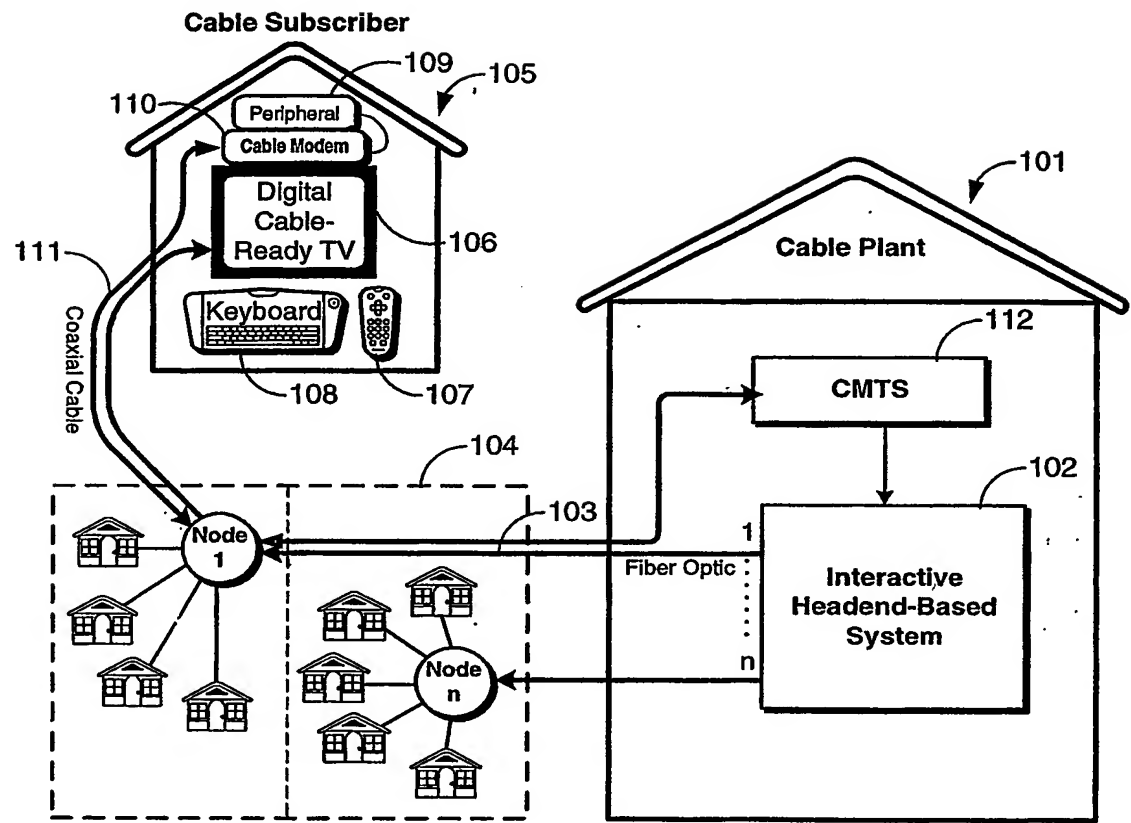 Cable Subscriber
109
105
110
Peripheral
Cable Modem
Digital
Cable-
Ready TV
106
111
Coaxial Cable
Keyboard
108
107
101
Cable Plant
112
CMTS
104
102
103
Node
1
1
Fiber Optic
Interactive
Headend-Based
System
n
Node
n